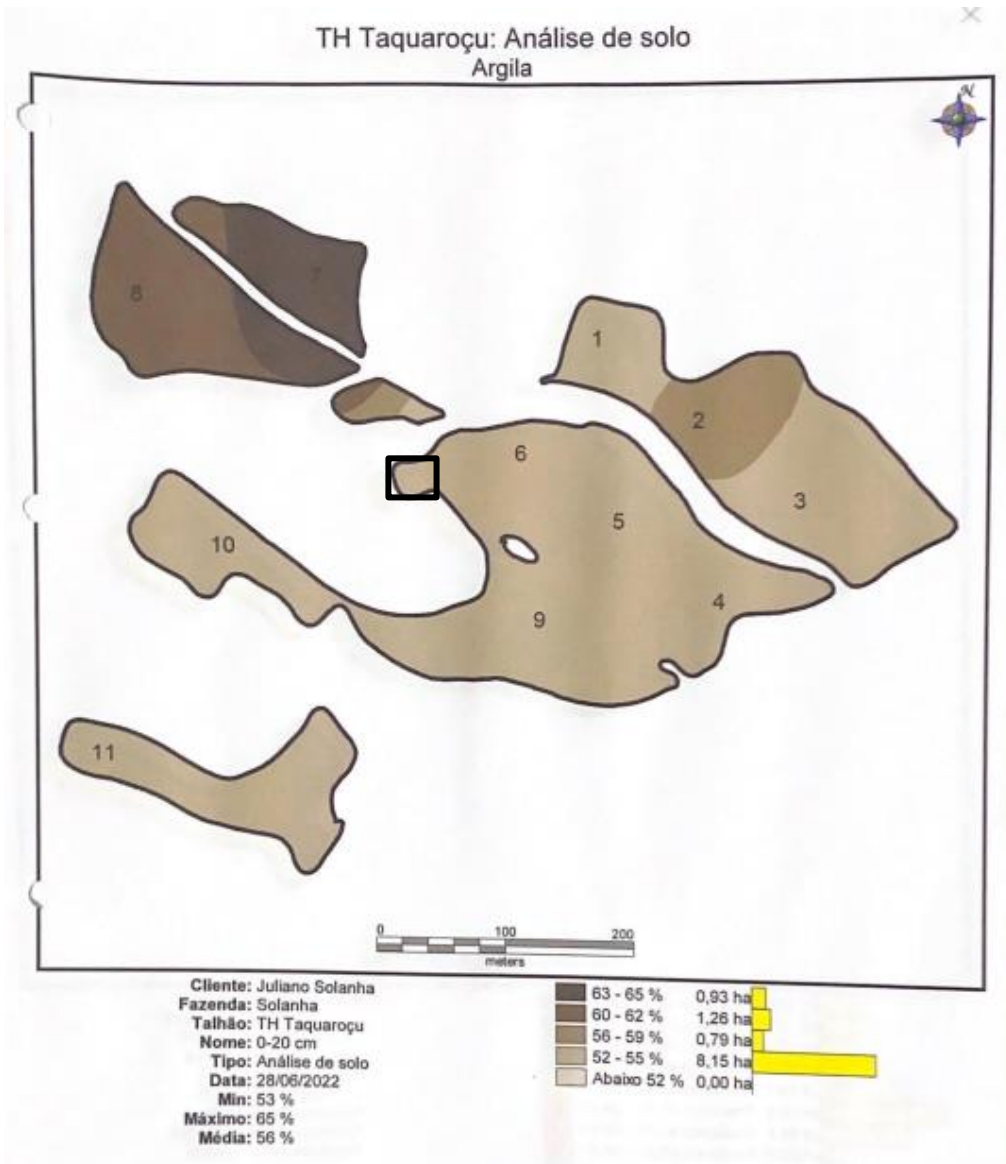 TH Taquaroçu: Análise de solo
Argila
N
7
8
1
2
6
3
5
10
4
9
11
0 100 200
meters
Cliente: Juliano Solanha
Fazenda: Solanha
Talhão: TH Taquaroçu
Nome: 0-20 cm
Tipo: Análise de solo
Data: 28/06/2022
Min: 53 %
Máximo: 65 %
Média: 56 %
63 - 65 % 0,93 ha
60 - 62 % 1,26 ha
56 - 59 % 0,79 ha
52 - 55 % 8,15 ha
Abaixo 52 % 0,00 ha